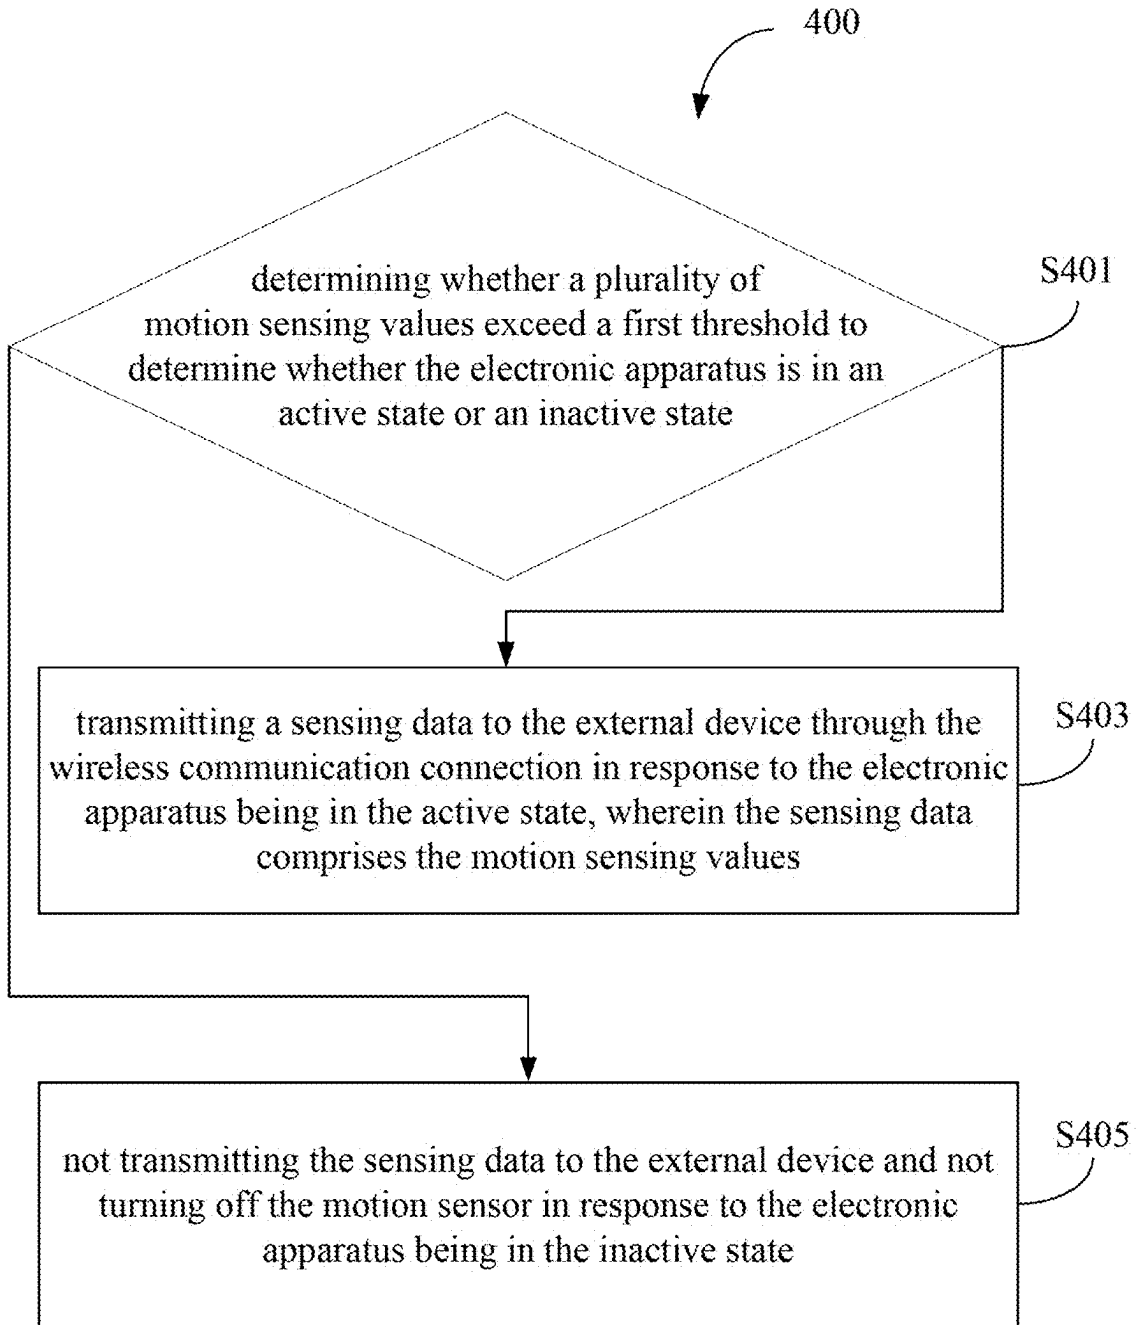 400
determining whether a plurality of
motion sensing values exceed a first threshold to
determine whether the electronic apparatus is in an
active state or an inactive state
S401
transmitting a sensing data to the external device through the
wireless communication connection in response to the electronic
apparatus being in the active state, wherein the sensing data
comprises the motion sensing values
S403
not transmitting the sensing data to the external device and not
turning off the motion sensor in response to the electronic
apparatus being in the inactive state
S405